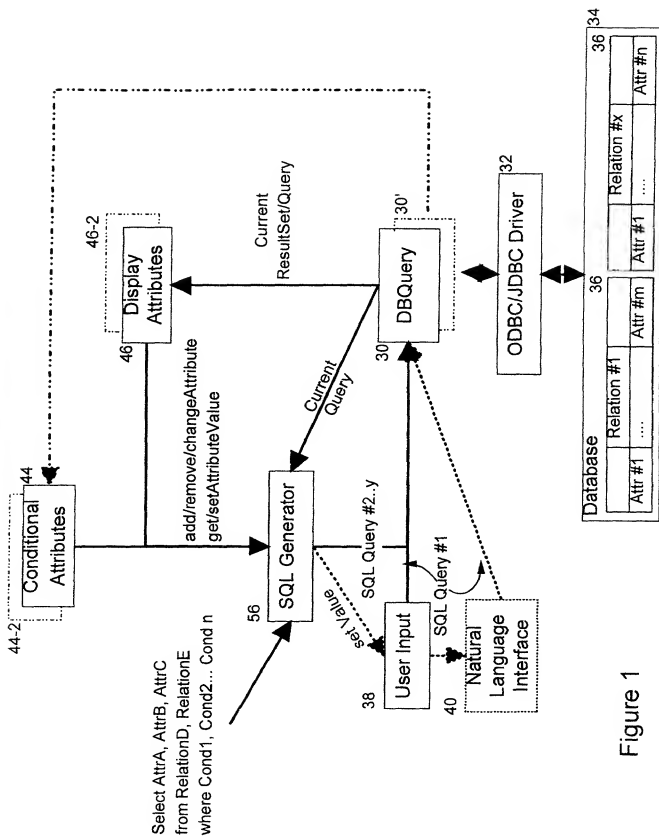 44-2
44
Conditional
Attributes
46-2
46
Display
Attributes
add/remove/changeAttribute
get/setAttributeValue
Current
ResultSet/Query
Select AttrA, AttrB, AttrC
from RelationD, RelationE
where Cond1, Cond2... Cond n
56
SQL Generator
Current
Query
30'
30
DBQuery
set Value
SQL Query #2..y
SQL Query #1
38
User Input
40
Natural
Language
Interface
32
ODBC/JDBC Driver
34
Database
36
Relation #1
Attr #1
....
Attr #m
36
Relation #x
Attr #1
....
Attr #n
Figure 1